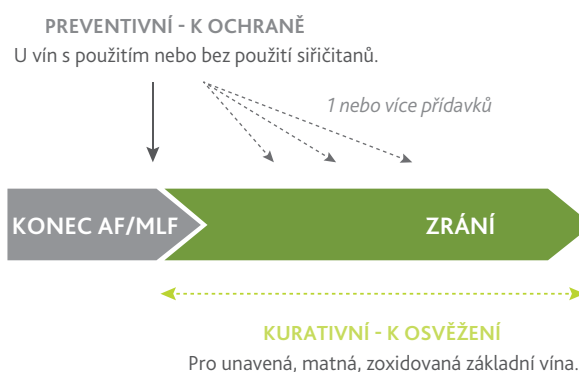 PREVENTIVNÍ - K OCHRANĚ
U vín s použitím nebo bez použití siřičitanů.
1 nebo více přídavků
KONEC AF/MLF
ZRÁNÍ
KURATIVNÍ - K OSVĚŽENÍ
Pro unavená, matná, zoxidovaná základní vína.